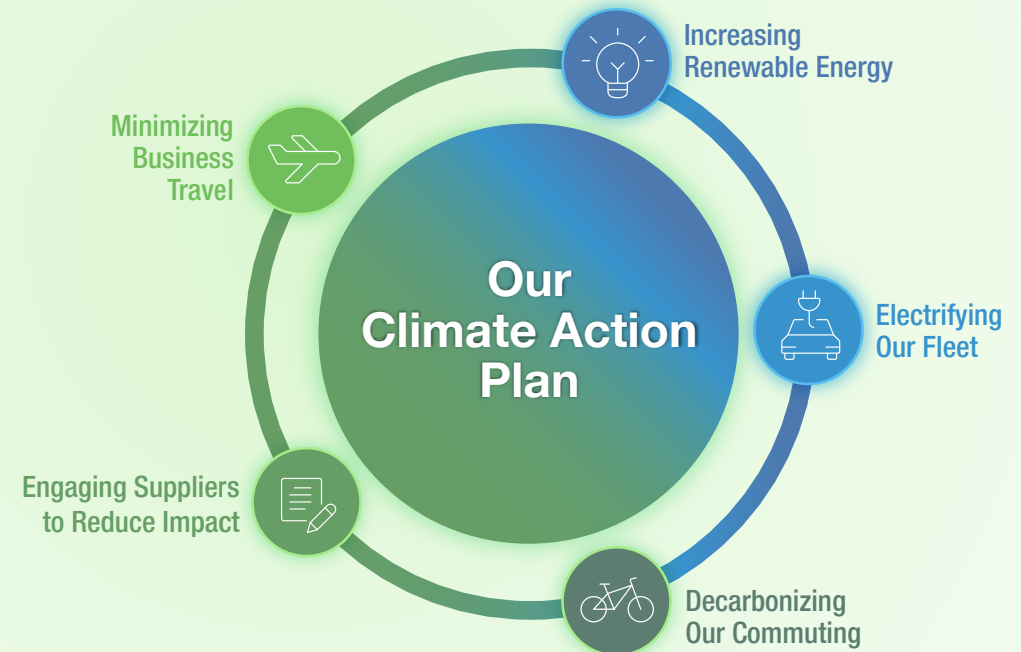 Increasing
Renewable Energy
Minimizing
Business
Travel
Our
Climate Action
Plan
Electrifying
Our Fleet
Engaging Suppliers
to Reduce Impact
Decarbonizing
Our Commuting